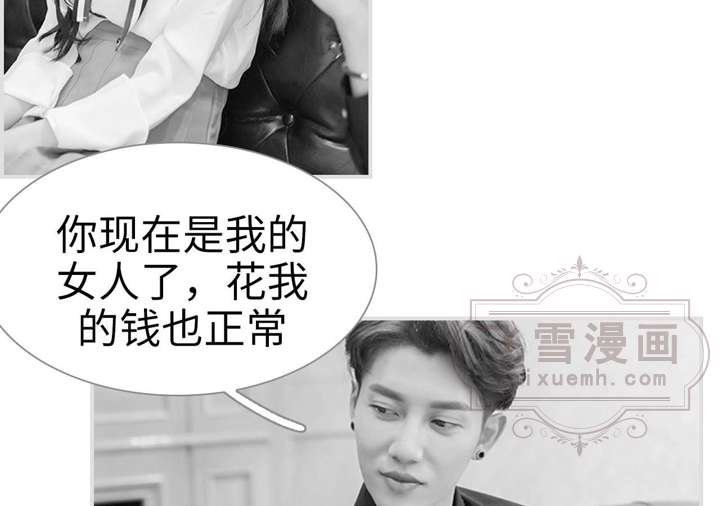 你现在是我的
女人了，花我
的钱也正常
雪漫画
ixuemh.com